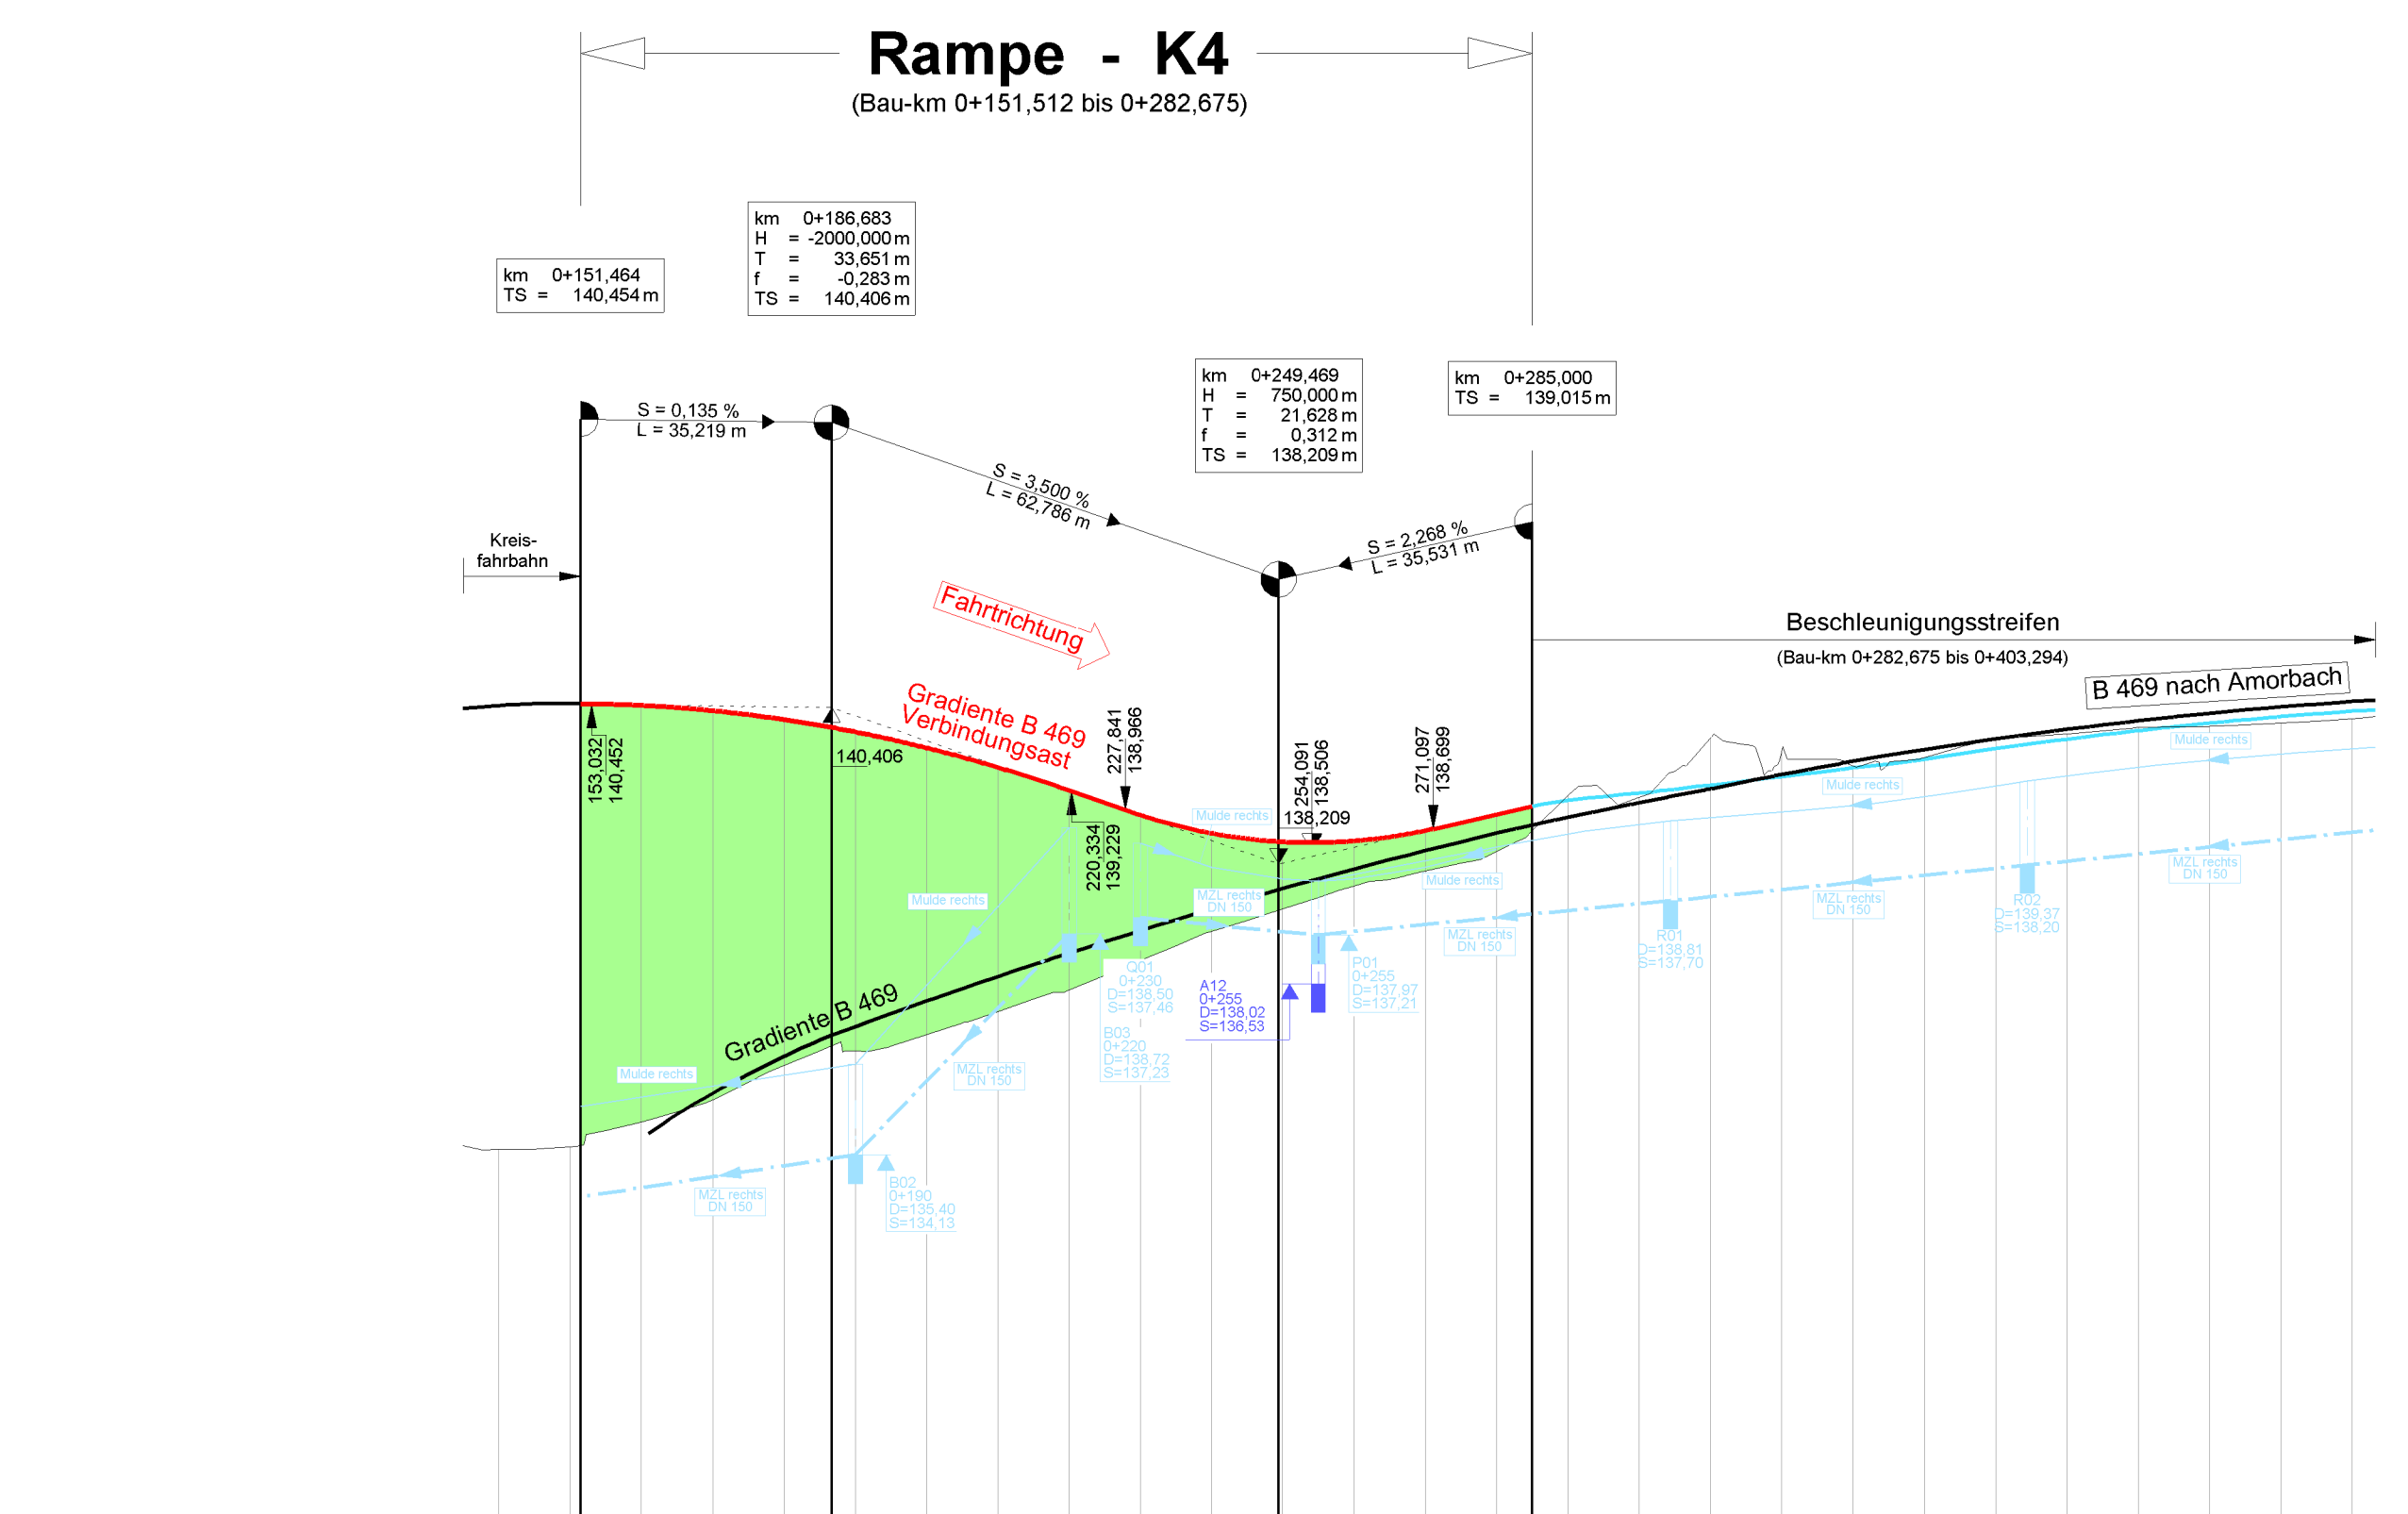 Rampe - K4
(Bau-km 0+151,512 bis 0+282,675)
km 0+186,683
H = -2000,000 m
T = 33,651 m
f = -0,283 m
TS = 140,406 m
km 0+151,464
TS = 140,454 m
km 0+249,469
H = 750,000 m
T = 21,628 m
f = 0,312 m
TS = 138,209 m
km 0+285,000
TS = 139,015 m
S = 0,135 %
L = 35,219 m
S = 3,500 %
L = 62,786 m
S = 2,268 %
L = 35,531 m
Kreis-
fahrbahn
Fahrtrichtung
Beschleunigungsstreifen
(Bau-km 0+282,675 bis 0+403,294)
B 469 nach Amorbach
Gradiente B 469
Verbindungsast
153,032
140,452
140,406
227,841
138,966
254,091
138,506
138,209
271,097
138,699
220,334
139,229
Mulde rechts
Mulde rechts
Mulde rechts
Mulde rechts
Mulde rechts
Mulde rechts
MZL rechts
DN 150
MZL rechts
DN 150
MZL rechts
DN 150
MZL rechts
DN 150
R02
D=139,37
S=138,20
R01
D=138,81
S=137,70
Q01
0+230
D=138,50
S=137,46
P01
0+255
D=137,97
S=137,21
A12
0+255
D=138,02
S=136,53
B03
0+220
D=138,72
S=137,23
Gradiente B 469
MZL rechts
DN 150
MZL rechts
DN 150
B02
0+190
D=135,40
S=134,13